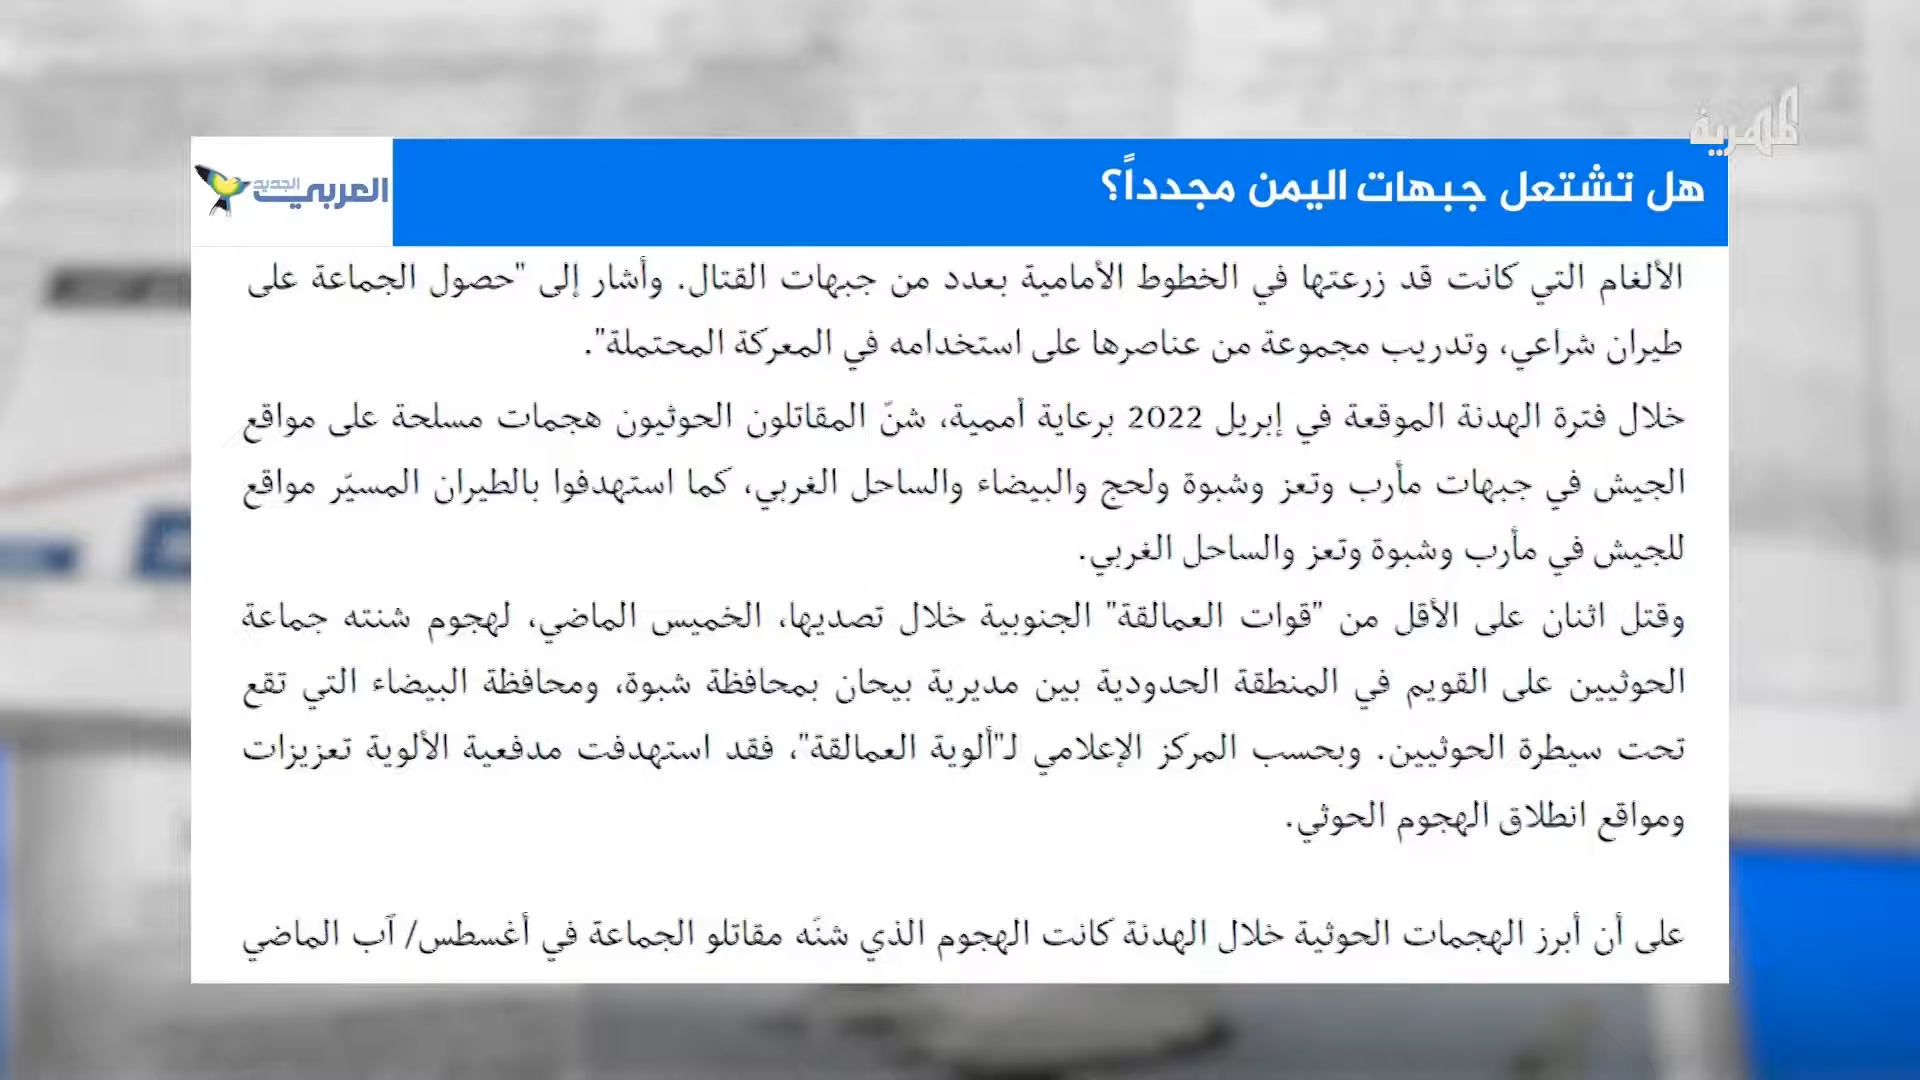 المهرية
هل تشتعل جبهات اليمن مجدداً؟
العربي الجديد
الألغام التي كانت قد زرعتها في الخطوط الأمامية بعدد من جبهات القتال. وأشار إلى "حصول الجماعة على
طيران شراعي، وتدريب مجموعة من عناصرها على استخدامه في المعركة المحتملة".
خلال فترة الهدنة الموقعة في إبريل 2022 برعاية أممية، شنّ المقاتلون الحوثيون هجمات مسلحة على مواقع
الجيش في جبهات مأرب وتعز وشبوة ولحج والبيضاء والساحل الغربي، كما استهدفوا بالطيران المسيّر مواقع
للجيش في مأرب وشبوة وتعز والساحل الغربي.
وقتل اثنان على الأقل من "قوات العمالقة" الجنوبية خلال تصديها، الخميس الماضي، لهجوم شنته جماعة
الحوثيين على القويم في المنطقة الحدودية بين مديرية بيحان بمحافظة شبوة، ومحافظة البيضاء التي تقع
تحت سيطرة الحوثيين. وبحسب المركز الإعلامي لـ"ألوية العمالقة"، فقد استهدفت مدفعية الألوية تعزيزات
ومواقع انطلاق الهجوم الحوثي.
على أن أبرز الهجمات الحوثية خلال الهدنة كانت الهجوم الذي شنَه مقاتلو الجماعة في أغسطس/ آب الماضي